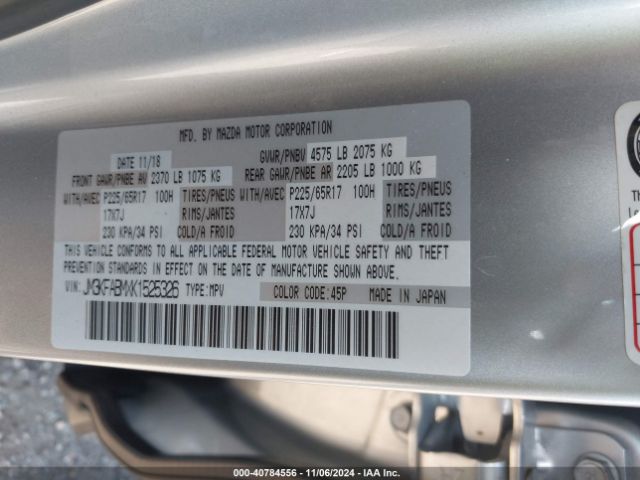 MFD. BY MAZDA MOTOR CORPORATION
DATE 11/18 GVWR/PNBV 4575 LB 2075 KG
FRONT GAWR/PNBE AV 2370 LB 1075 KG REAR GAWR/PNBE AR 2205 LB 1000 KG
WITH/AVEC P225/65R17 100H TIRES/PNEUS WITH/AVEC P225/65R17 100H TIRES/PNEUS
17X7J RIMS/JANTES 17X7J RIMS/JANTES
230 KPA/34 PSI COLD/A FROID 230 KPA/34 PSI COLD/A FROID
THIS VEHICLE CONFORMS TO ALL APPLICABLE FEDERAL MOTOR VEHICLE SAFETY AND THEFT
PREVENTION STANDARDS IN EFFECT ON THE DATE OF MANUFACTURE SHOWN ABOVE.
VIN: JM3KFABMXK1525326 TYPE:MPV COLOR CODE:45P MADE IN JAPAN
000-40784556 - 11/06/2024 - IAA Inc.